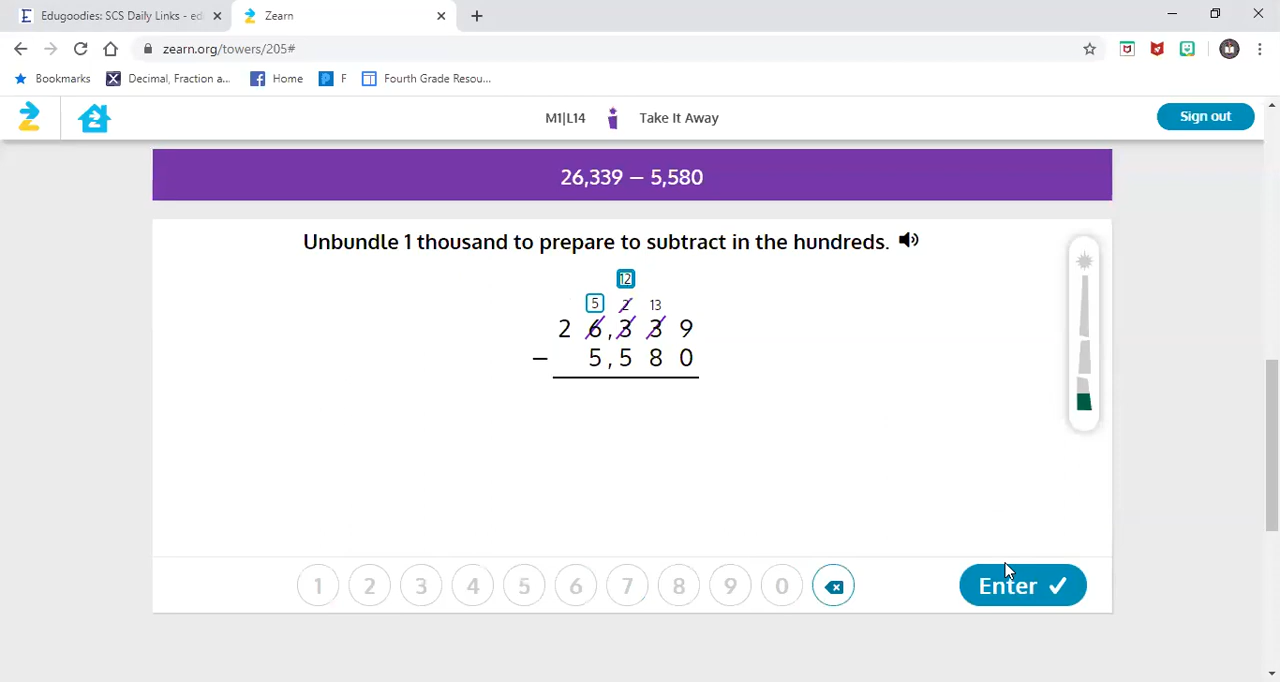 Edugoodies: SCS Daily Links - ed
Zearn
zearn.org/towers/205#
Bookmarks
Decimal, Fraction a...
Home
F
Fourth Grade Resou...
M1|L14
Take It Away
Sign out
26,339 – 5,580
Unbundle 1 thousand to prepare to subtract in the hundreds.
12
5 2 13
2 6 , 3 3 9
– 5 , 5 8 0
1 2 3 4 5 6 7 8 9 0
Enter ✓